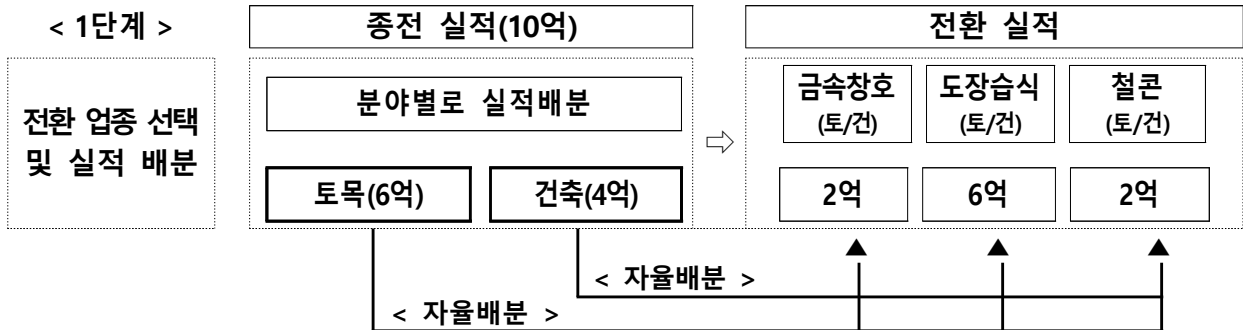 < 1단계 >
종전 실적(10억)
전환 실적
전환 업종 선택
및 실적 배분
분야별로 실적배분
토목(6억)
건축(4억)
⇨
금속창호
(토/건)
도장습식
(토/건)
철콘
(토/건)
2억
6억
2억
< 자율배분 >
< 자율배분 >